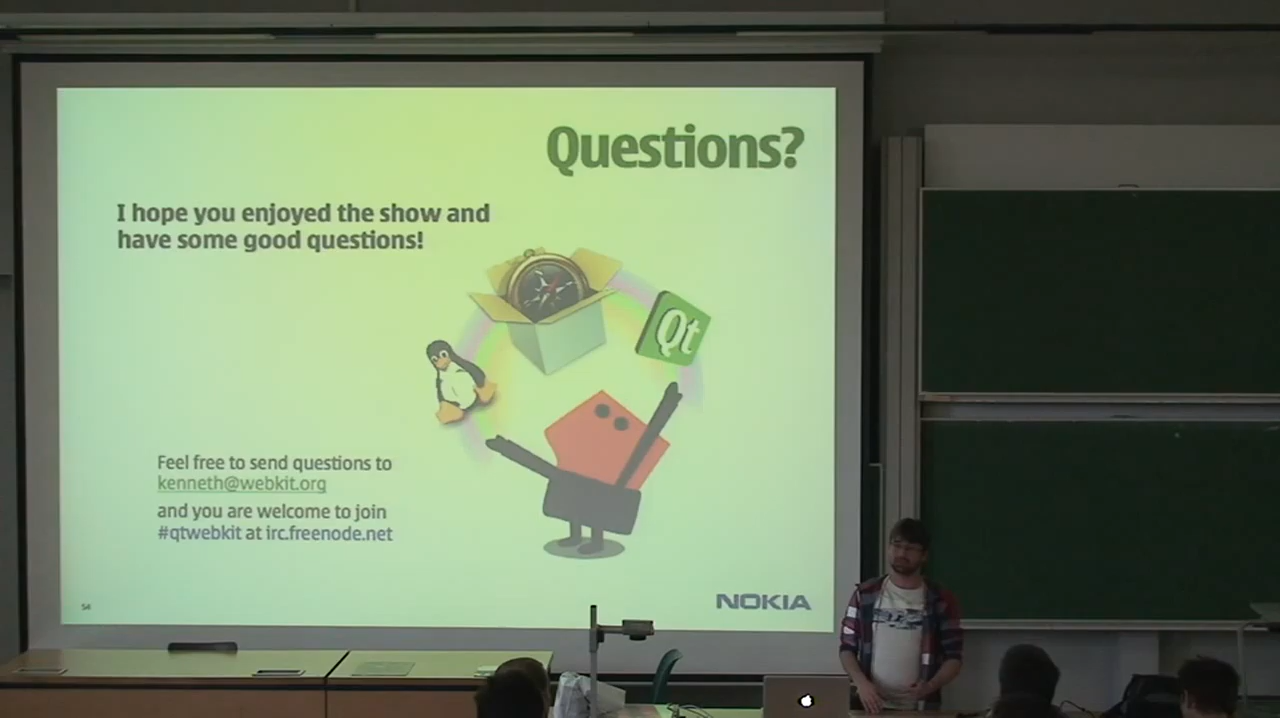 Questions?
I hope you enjoyed the show and
have some good questions!
Qt
Feel free to send questions to
kenneth@webkit.org
and you are welcome to join
#qtwebkit at irc.freenode.net
54
NOKIA